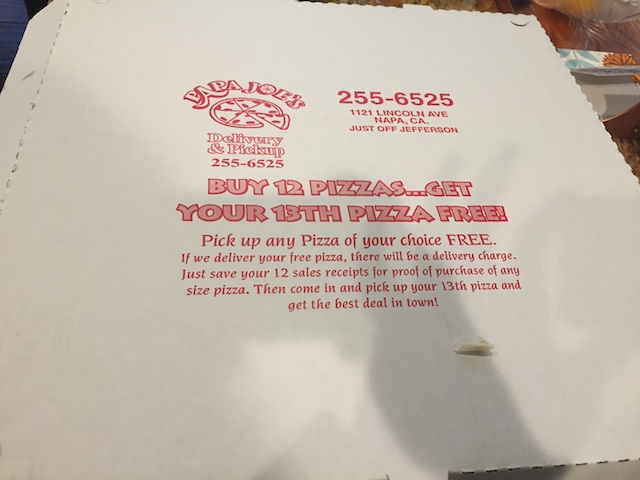 PAPA JOE'S
Delivery
& Pickup
255-6525
255-6525
1121 LINCOLN AVE
NAPA, CA.
JUST OFF JEFFERSON
BUY 12 PIZZAS...GET
YOUR 13TH PIZZA FREE!
Pick up any Pizza of your choice FREE.
If we deliver your free pizza, there will be a delivery charge.
Just save your 12 sales receipts for proof of purchase of any
size pizza. Then come in and pick up your 13th pizza and
get the best deal in town!